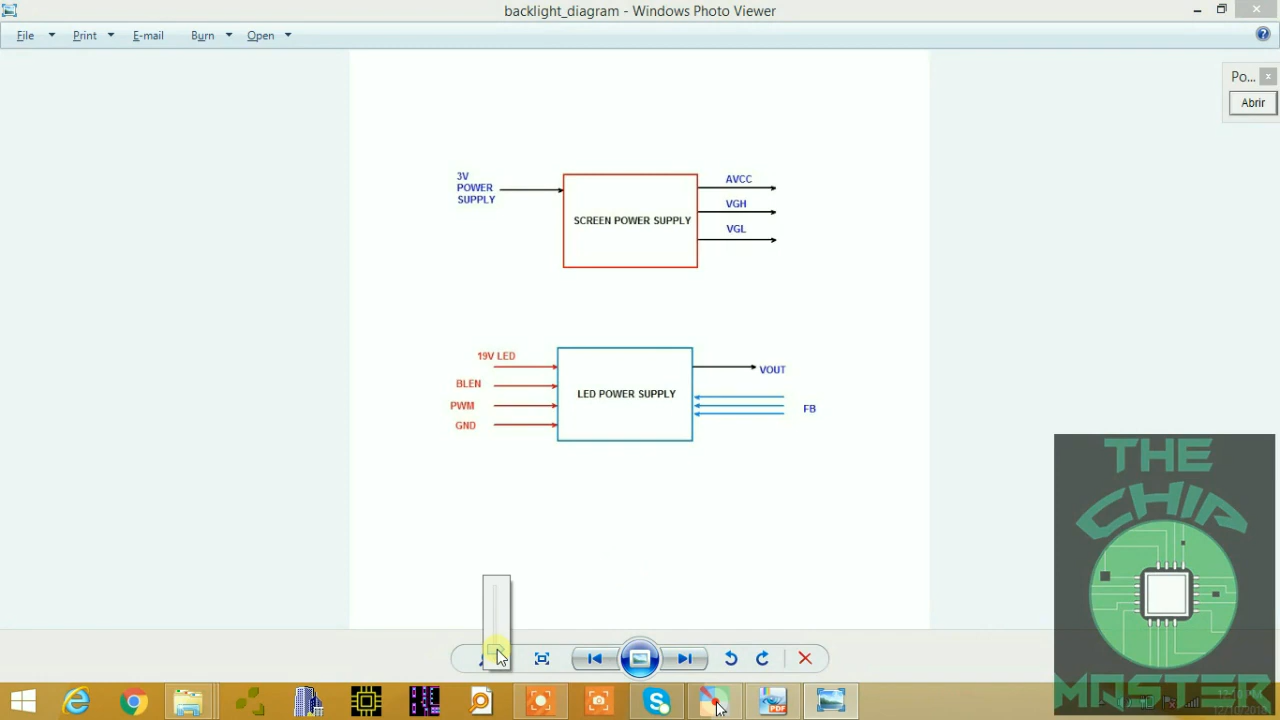 backlight_diagram - Windows Photo Viewer
File Print E-mail Burn Open
Po...
Abrir
3V
POWER
SUPPLY
SCREEN POWER SUPPLY
AVCC
VGH
VGL
19V LED
BLEN
PWM
GND
LED POWER SUPPLY
VOUT
FB
THE
CHIP
MASTER
PDF